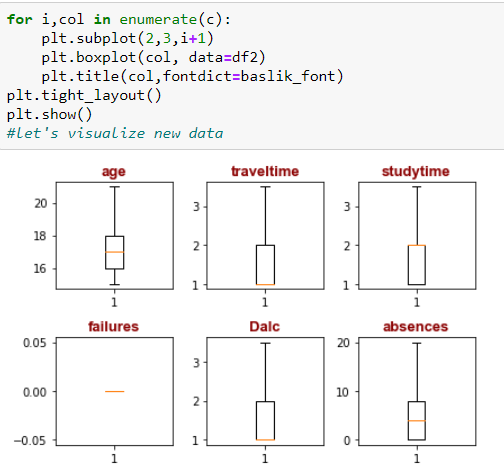 for i,col in enumerate(c):
    plt.subplot(2,3,i+1)
    plt.boxplot(col, data=df2)
    plt.title(col,fontdict=baslik_font)
plt.tight_layout()
plt.show()
#let's visualize new data
age traveltime studytime
20 3 3
18 2 2
16 1 1
1 1 1
failures Dalc absences
0.05 3 20
0.00 2 10
−0.05 1 0
1 1 1